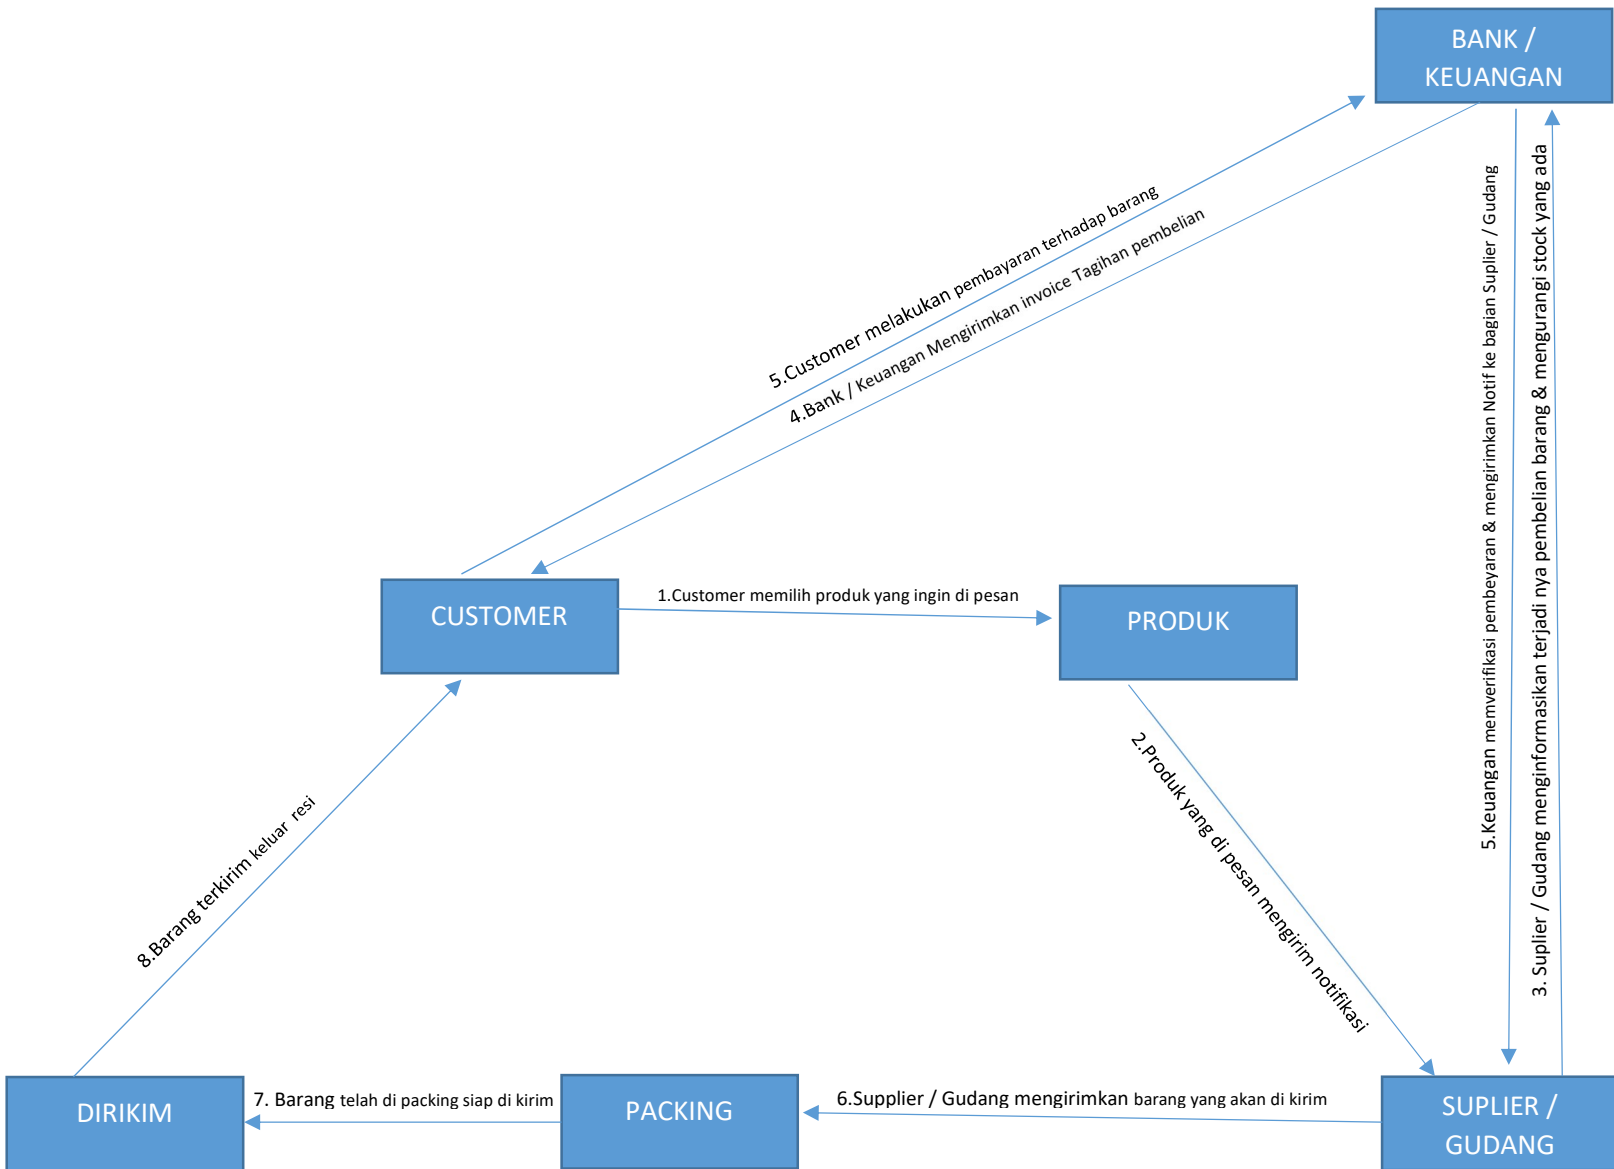 BANK /
KEUANGAN
5.Customer melakukan pembayaran terhadap barang
4.Bank / Keuangan Mengirimkan invoice Tagihan pembelian
5.Keuangan memverifikasi pembeyaran & mengirimkan Notif ke bagian Suplier / Gudang
3. Suplier / Gudang menginformasikan terjadi nya pembelian barang & mengurangi stock yang ada
CUSTOMER
1.Customer memilih produk yang ingin di pesan
PRODUK
2.Produk yang di pesan mengirim notifikasi
8.Barang terkirim keluar resi
DIRIKIM
7. Barang telah di packing siap di kirim
PACKING
6.Supplier / Gudang mengirimkan barang yang akan di kirim
SUPLIER /
GUDANG